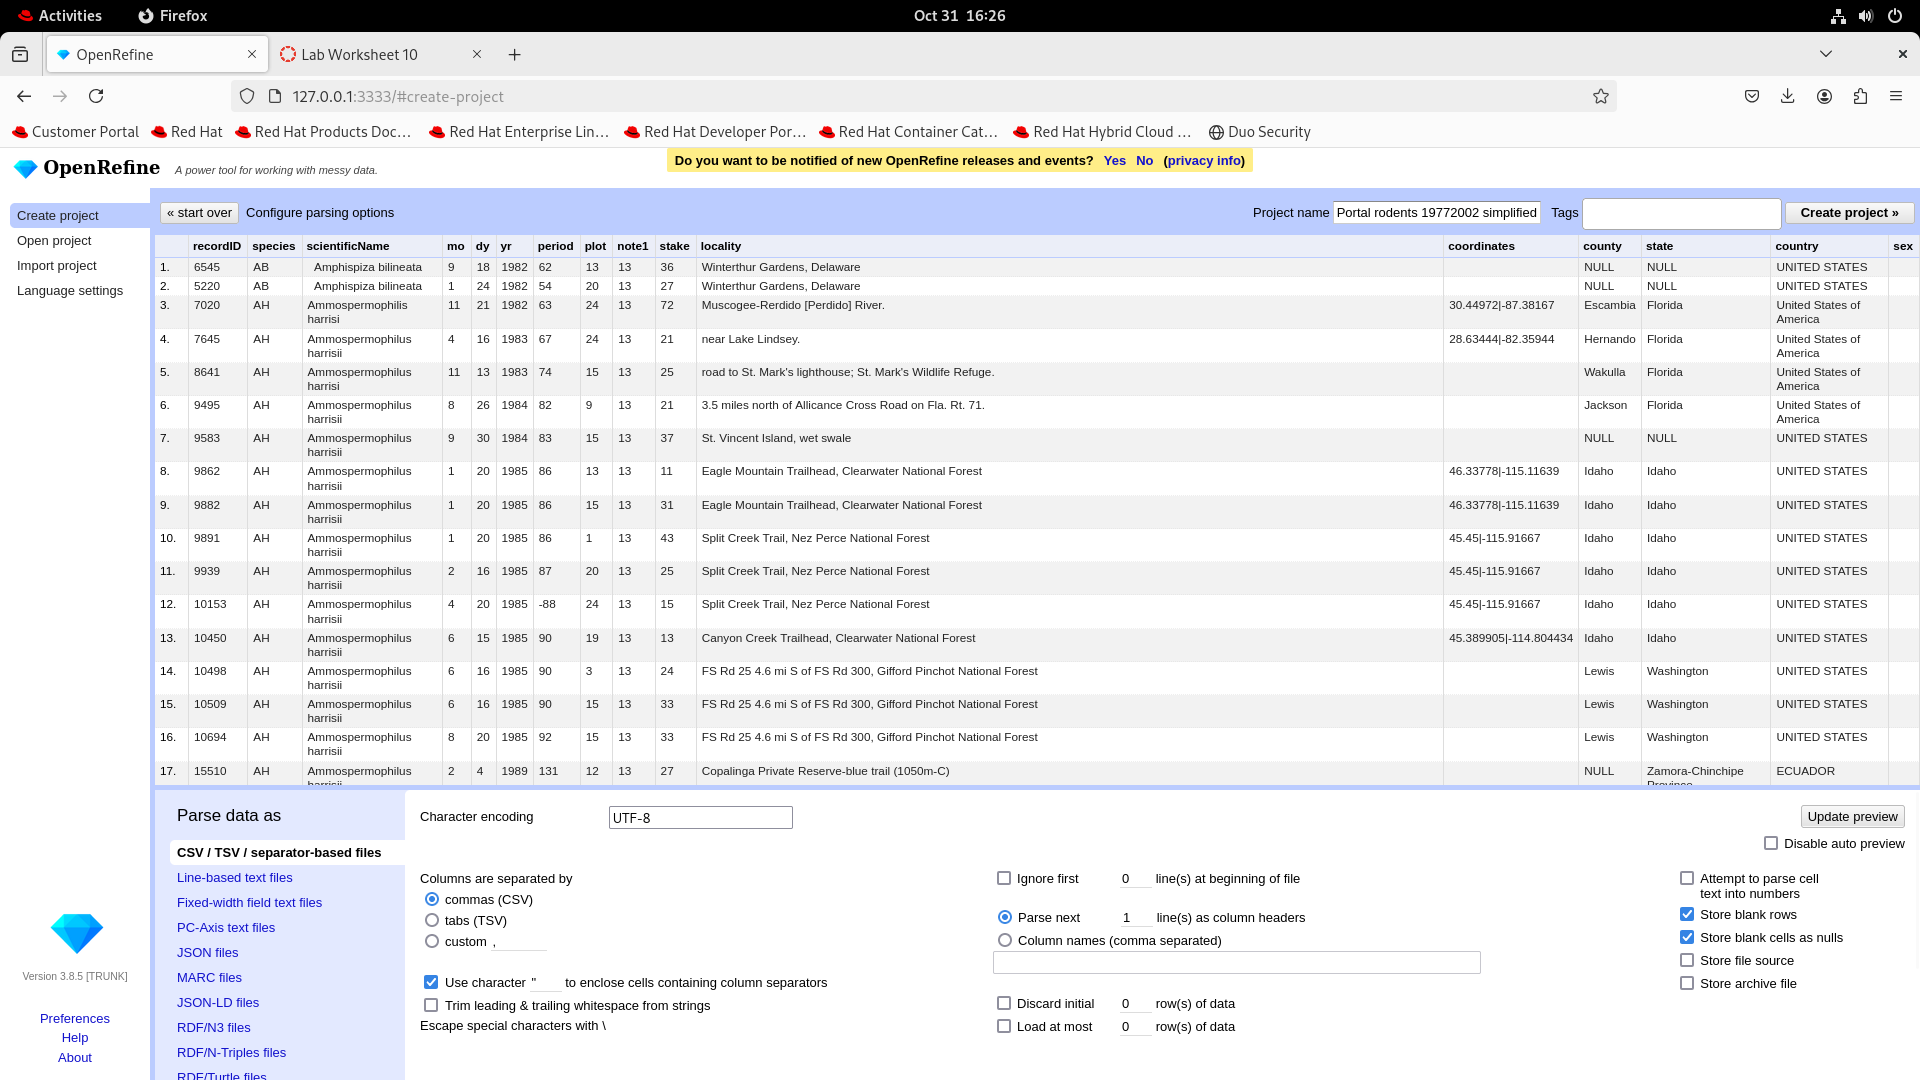 Activities Firefox Oct 31 16:26
OpenRefine Lab Worksheet 10
127.0.0.1:3333/#create-project
Customer Portal Red Hat Red Hat Products Doc... Red Hat Enterprise Lin... Red Hat Developer Por... Red Hat Container Cat... Red Hat Hybrid Cloud ... Duo Security
OpenRefine A power tool for working with messy data. Do you want to be notified of new OpenRefine releases and events? Yes No (privacy info)
Create project
Open project
Import project
Language settings
« start over Configure parsing options Project name Portal rodents 19772002 simplified Tags Create project »
recordID species scientificName mo dy yr period plot note1 stake locality coordinates county state country sex
1. 6545 AB Amphispiza bilineata 9 18 1982 62 13 13 36 Winterthur Gardens, Delaware NULL NULL UNITED STATES
2. 5220 AB Amphispiza bilineata 1 24 1982 54 20 13 27 Winterthur Gardens, Delaware NULL NULL UNITED STATES
3. 7020 AH Ammospermophilis 11 21 1982 63 24 13 72 Muscogee-Rerdido [Perdido] River. 30.44972|-87.38167 Escambia Florida United States of
harrisi America
4. 7645 AH Ammospermophilus 4 16 1983 67 24 13 21 near Lake Lindsey. 28.63444|-82.35944 Hernando Florida United States of
harrisii America
5. 8641 AH Ammospermophilus 11 13 1983 74 15 13 25 road to St. Mark's lighthouse; St. Mark's Wildlife Refuge. Wakulla Florida United States of
harrisi America
6. 9495 AH Ammospermophilus 8 26 1984 82 9 13 21 3.5 miles north of Allicance Cross Road on Fla. Rt. 71. Jackson Florida United States of
harrisii America
7. 9583 AH Ammospermophilus 9 30 1984 83 15 13 37 St. Vincent Island, wet swale NULL NULL UNITED STATES
harrisii
8. 9862 AH Ammospermophilus 1 20 1985 86 13 13 11 Eagle Mountain Trailhead, Clearwater National Forest 46.33778|-115.11639 Idaho Idaho UNITED STATES
harrisii
9. 9882 AH Ammospermophilus 1 20 1985 86 15 13 31 Eagle Mountain Trailhead, Clearwater National Forest 46.33778|-115.11639 Idaho Idaho UNITED STATES
harrisii
10. 9891 AH Ammospermophilus 1 20 1985 86 1 13 43 Split Creek Trail, Nez Perce National Forest 45.45|-115.91667 Idaho Idaho UNITED STATES
harrisii
11. 9939 AH Ammospermophilus 2 16 1985 87 20 13 25 Split Creek Trail, Nez Perce National Forest 45.45|-115.91667 Idaho Idaho UNITED STATES
harrisii
12. 10153 AH Ammospermophilus 4 20 1985 -88 24 13 15 Split Creek Trail, Nez Perce National Forest 45.45|-115.91667 Idaho Idaho UNITED STATES
harrisii
13. 10450 AH Ammospermophilus 6 15 1985 90 19 13 13 Canyon Creek Trailhead, Clearwater National Forest 45.389905|-114.804434 Idaho Idaho UNITED STATES
harrisii
14. 10498 AH Ammospermophilus 6 16 1985 90 3 13 24 FS Rd 25 4.6 mi S of FS Rd 300, Gifford Pinchot National Forest Lewis Washington UNITED STATES
harrisii
15. 10509 AH Ammospermophilus 6 16 1985 90 15 13 33 FS Rd 25 4.6 mi S of FS Rd 300, Gifford Pinchot National Forest Lewis Washington UNITED STATES
harrisii
16. 10694 AH Ammospermophilus 8 20 1985 92 15 13 33 FS Rd 25 4.6 mi S of FS Rd 300, Gifford Pinchot National Forest Lewis Washington UNITED STATES
harrisii
17. 15510 AH Ammospermophilus 2 4 1989 131 12 13 27 Copalinga Private Reserve-blue trail (1050m-C) NULL Zamora-Chinchipe ECUADOR
harrisii Province
Parse data as
CSV / TSV / separator-based files
Line-based text files
Fixed-width field text files
PC-Axis text files
JSON files
MARC files
JSON-LD files
RDF/N3 files
RDF/N-Triples files
RDF/Turtle files
Character encoding UTF-8
Update preview
Disable auto preview
Columns are separated by
commas (CSV)
tabs (TSV)
custom ,
Use character " to enclose cells containing column separators
Trim leading & trailing whitespace from strings
Escape special characters with \
Ignore first 0 line(s) at beginning of file
Parse next 1 line(s) as column headers
Column names (comma separated)
Discard initial 0 row(s) of data
Load at most 0 row(s) of data
Attempt to parse cell
text into numbers
Store blank rows
Store blank cells as nulls
Store file source
Store archive file
Version 3.8.5 [TRUNK]
Preferences
Help
About